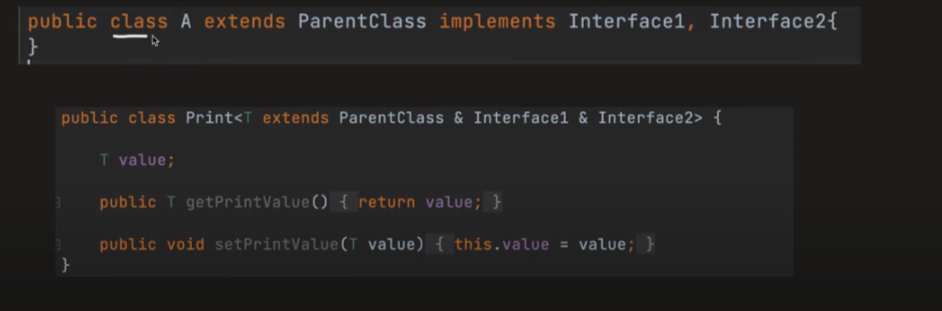 public class A extends ParentClass implements Interface1, Interface2{
}
public class Print<T extends ParentClass & Interface1 & Interface2> {
T value;
public T getPrintValue() { return value; }
public void setPrintValue(T value) { this.value = value; }
}